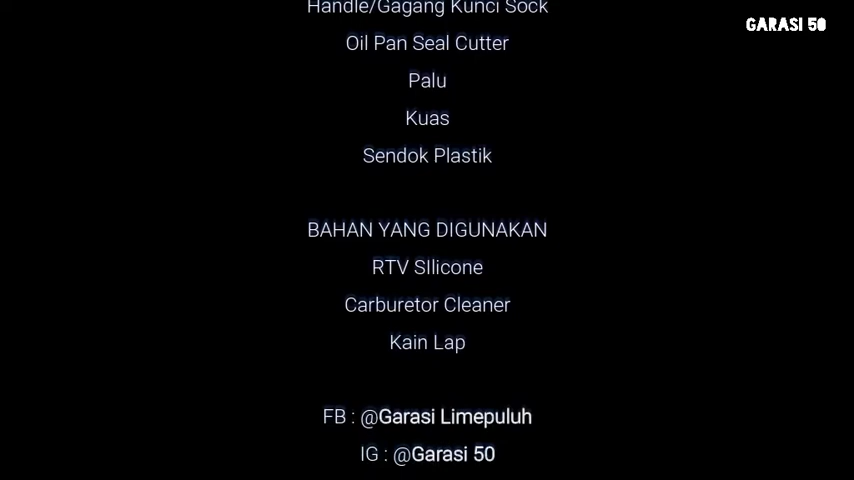 Handle/Gagang Kunci Sock
GARASI 50
Oil Pan Seal Cutter
Palu
Kuas
Sendok Plastik
BAHAN YANG DIGUNAKAN
RTV SIlicone
Carburetor Cleaner
Kain Lap
FB : @Garasi Limepuluh
IG : @Garasi 50